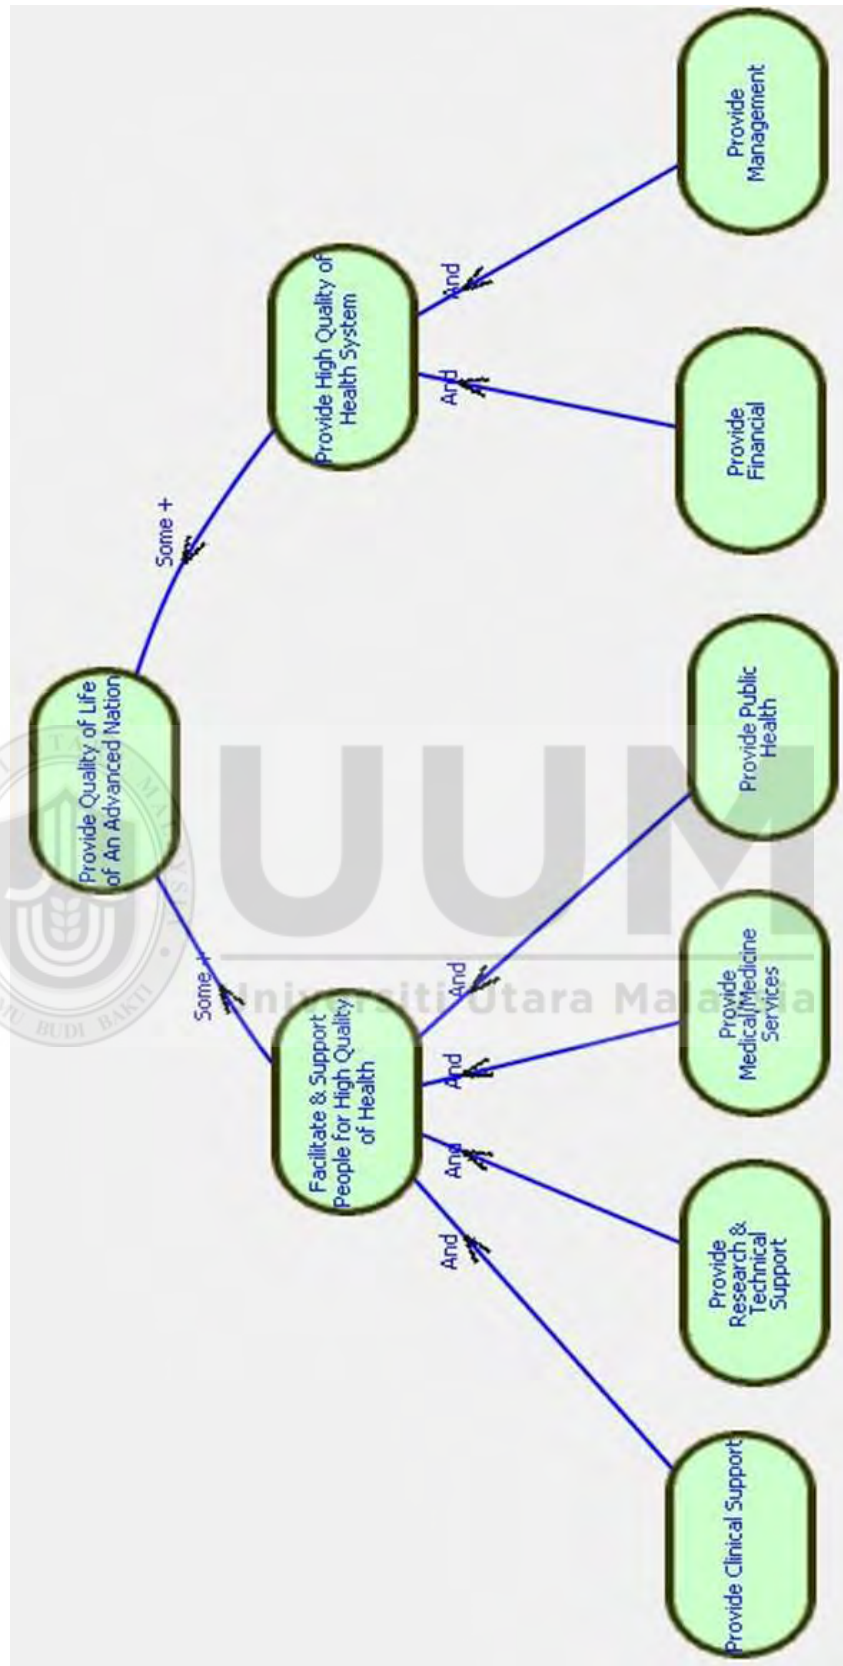 Provide Quality of Life
of An Advanced Nation
Some +
Some +
Facilitate & Support
People for High Quality
of Health
Provide High Quality of
Health System
And
And
And
And
And
And
Provide Clinical Support
Provide
Research &
Technical
Support
Provide
Medical/Medicine
Services
Provide Public
Health
Provide
Financial
Provide
Management
UUM
Universiti Utara Malaysia
BUDI BAKTI